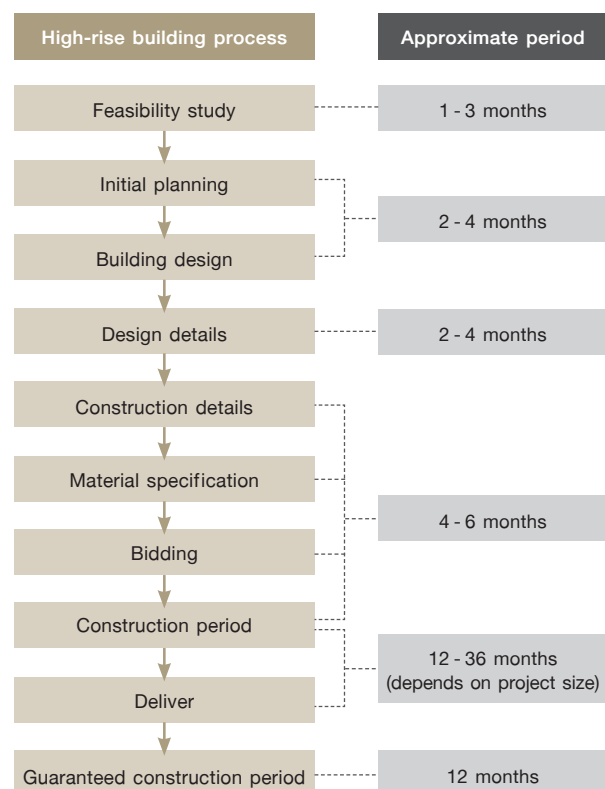 High-rise building process
Approximate period
Feasibility study
1 - 3 months
Initial planning
2 - 4 months
Building design
Design details
2 - 4 months
Construction details
Material specification
4 - 6 months
Bidding
Construction period
12 - 36 months
(depends on project size)
Deliver
Guaranteed construction period
12 months